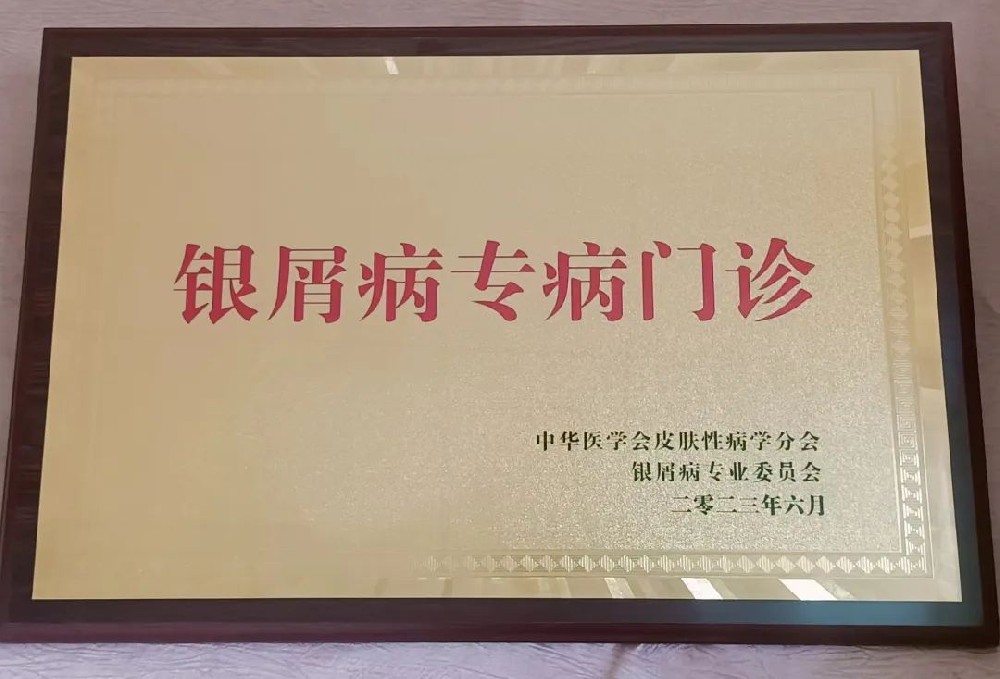 银屑病专病门诊
中华医学会皮肤性病学分会
银屑病专业委员会
二零二三年六月